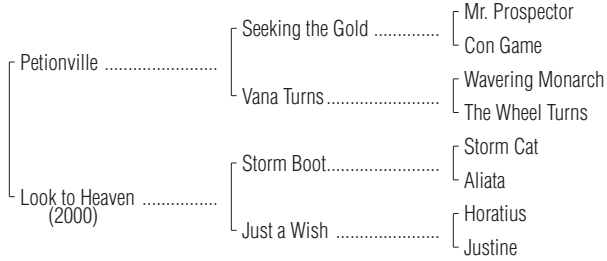 Mr. Prospector
Seeking the Gold ..............
Con Game
Petionville ........................
Wavering Monarch
Vana Turns........................
The Wheel Turns
Storm Cat
Storm Boot........................
Aliata
Look to Heaven ................
(2000)
Horatius
Just a Wish ......................
Justine